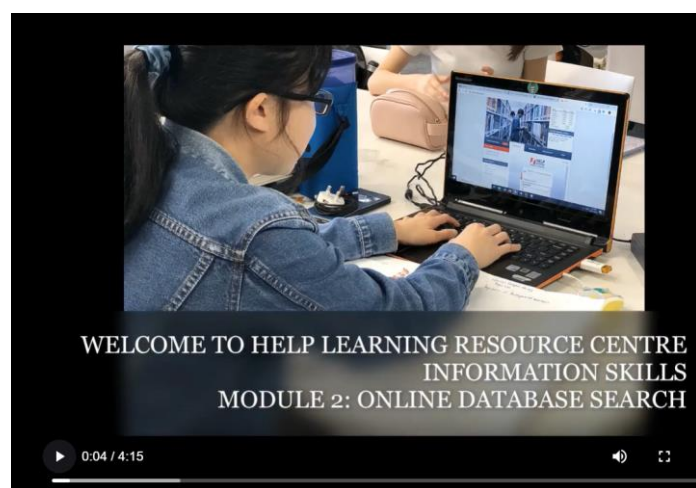 WELCOME TO HELP LEARNING RESOURCE CENTRE
INFORMATION SKILLS
MODULE 2: ONLINE DATABASE SEARCH
0:04 / 4:15